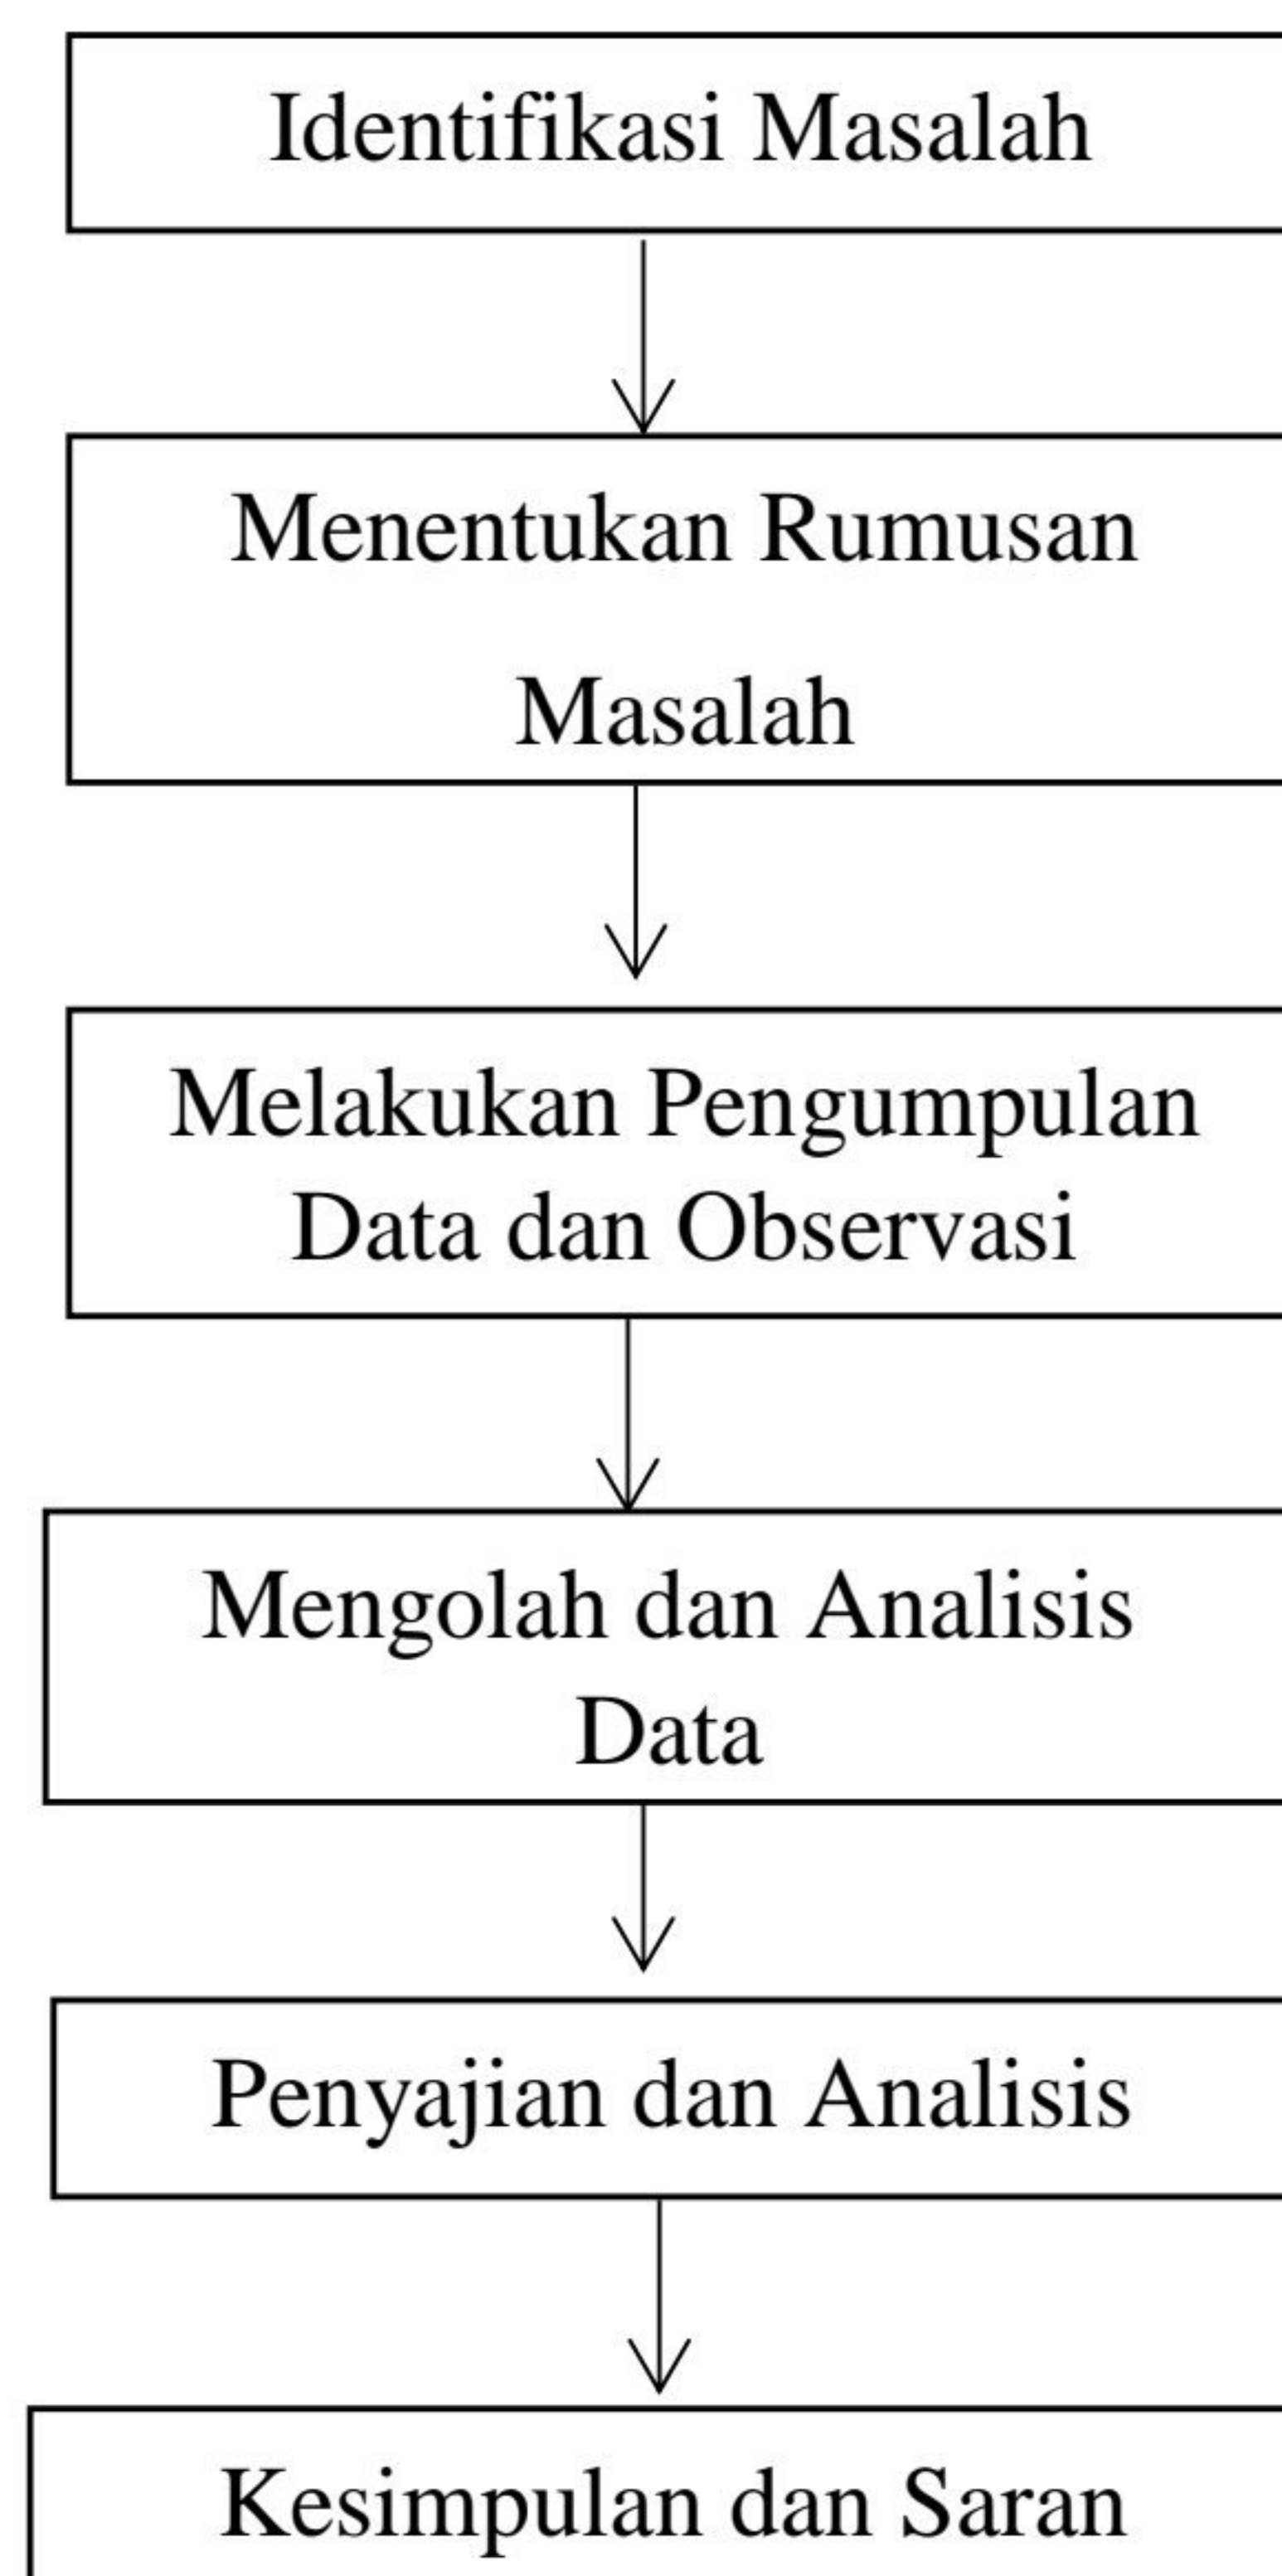 Identifikasi Masalah
Menentukan Rumusan
Masalah
Melakukan Pengumpulan
Data dan Observasi
Mengolah dan Analisis
Data
Penyajian dan Analisis
Kesimpulan dan Saran